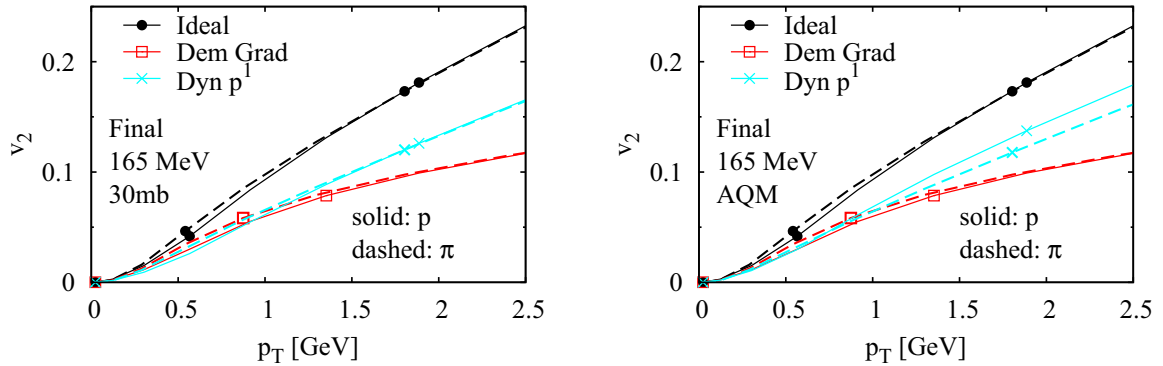 Ideal
Dem Grad
Dyn p¹
Final
165 MeV
30mb
solid: p
dashed: π
v₂
0.2
0.1
0
0 0.5 1 1.5 2 2.5
p_T [GeV]
Ideal
Dem Grad
Dyn p¹
Final
165 MeV
AQM
solid: p
dashed: π
v₂
0.2
0.1
0
0 0.5 1 1.5 2 2.5
p_T [GeV]